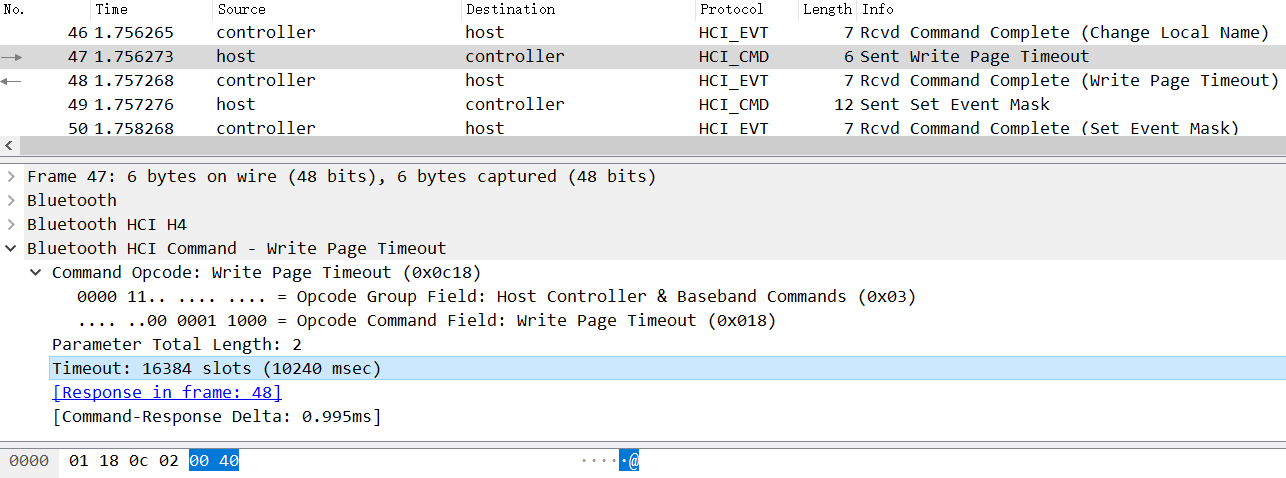 No. Time Source Destination Protocol Length Info
46 1.756265 controller host HCI_EVT 7 Rcvd Command Complete (Change Local Name)
47 1.756273 host controller HCI_CMD 6 Sent Write Page Timeout
48 1.757268 controller host HCI_EVT 7 Rcvd Command Complete (Write Page Timeout)
49 1.757276 host controller HCI_CMD 12 Sent Set Event Mask
50 1.758268 controller host HCI_EVT 7 Rcvd Command Complete (Set Event Mask)
Frame 47: 6 bytes on wire (48 bits), 6 bytes captured (48 bits)
Bluetooth
Bluetooth HCI H4
Bluetooth HCI Command - Write Page Timeout
Command Opcode: Write Page Timeout (0x0c18)
0000 11.. .... .... = Opcode Group Field: Host Controller & Baseband Commands (0x03)
.... ..00 0001 1000 = Opcode Command Field: Write Page Timeout (0x018)
Parameter Total Length: 2
Timeout: 16384 slots (10240 msec)
[Response in frame: 48]
[Command-Response Delta: 0.995ms]
0000 01 18 0c 02 00 40 ·····@